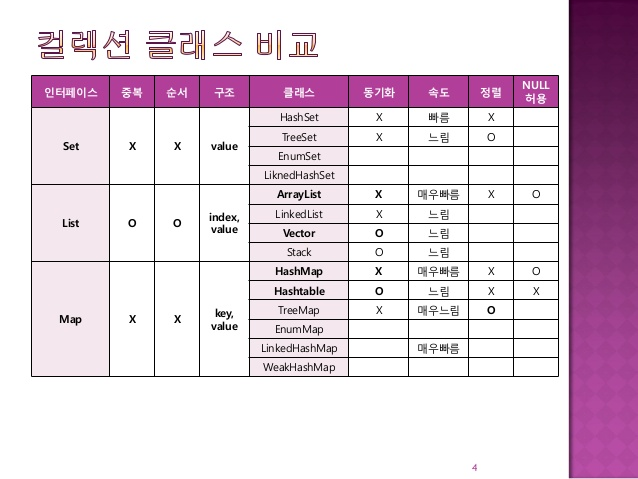 컬렉션 클래스 비교
인터페이스 중복 순서 구조 클래스 동기화 속도 정렬 NULL 허용
Set X X value HashSet X 빠름 X
TreeSet X 느림 O
EnumSet
LiknedHashSet
List O O index, value ArrayList X 매우빠름 X O
LinkedList X 느림
Vector O 느림
Stack O 느림
Map X X key, value HashMap X 매우빠름 X O
Hashtable O 느림 X X
TreeMap X 매우느림 O
EnumMap
LinkedHashMap 매우빠름
WeakHashMap
4